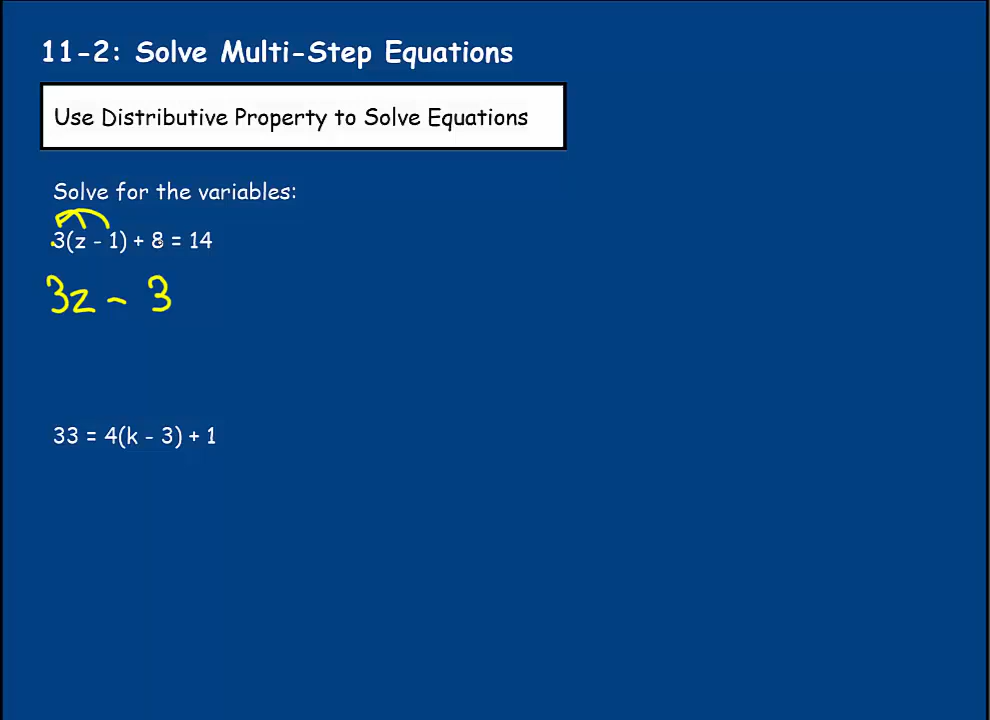 11-2: Solve Multi-Step Equations
Use Distributive Property to Solve Equations
Solve for the variables:
3(z - 1) + 8 = 14
3z - 3
33 = 4(k - 3) + 1